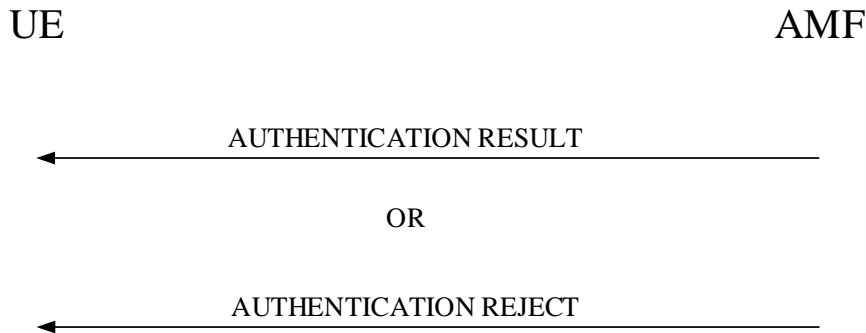 UE AMF
AUTHENTICATION RESULT
OR
AUTHENTICATION REJECT